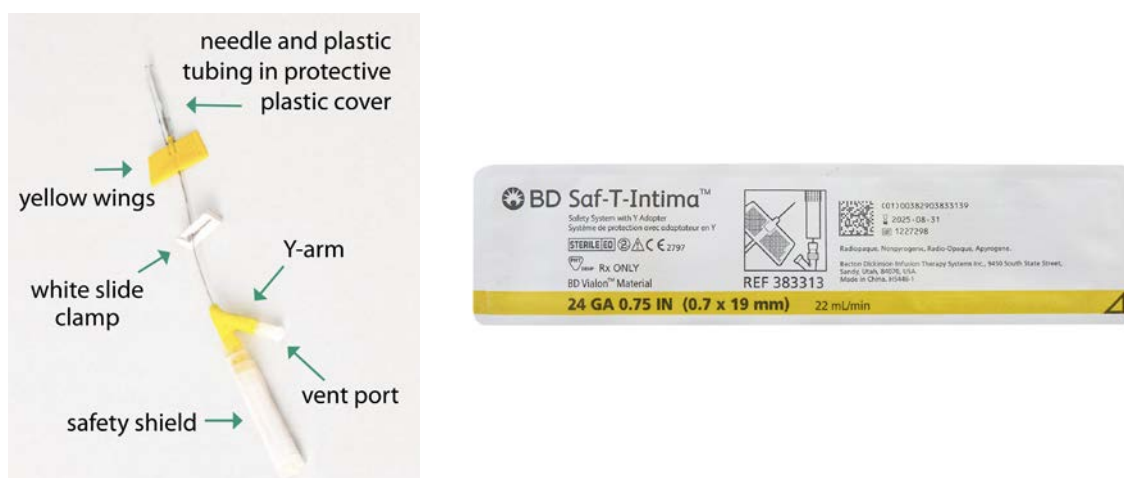 needle and plastic
tubing in protective
plastic cover
yellow wings
Y-arm
white slide
clamp
vent port
safety shield
BD Saf-T-Intima™
Safety System with Y Adapter
Système de protection avec adaptateur en Y
STERILE EO 2 CE 2797
Rx ONLY
BD Vialon™ Material
REF 383313
(01)00382903833139
2025-08-31
1227298
Radiopaque, Nonpyrogenic, Radio-Opaque, Apyrogène.
Becton Dickinson Infusion Therapy Systems Inc., 9450 South State Street,
Sandy, Utah, 84070, USA.
Made in China.
24 GA 0.75 IN (0.7 x 19 mm) 22 mL/min